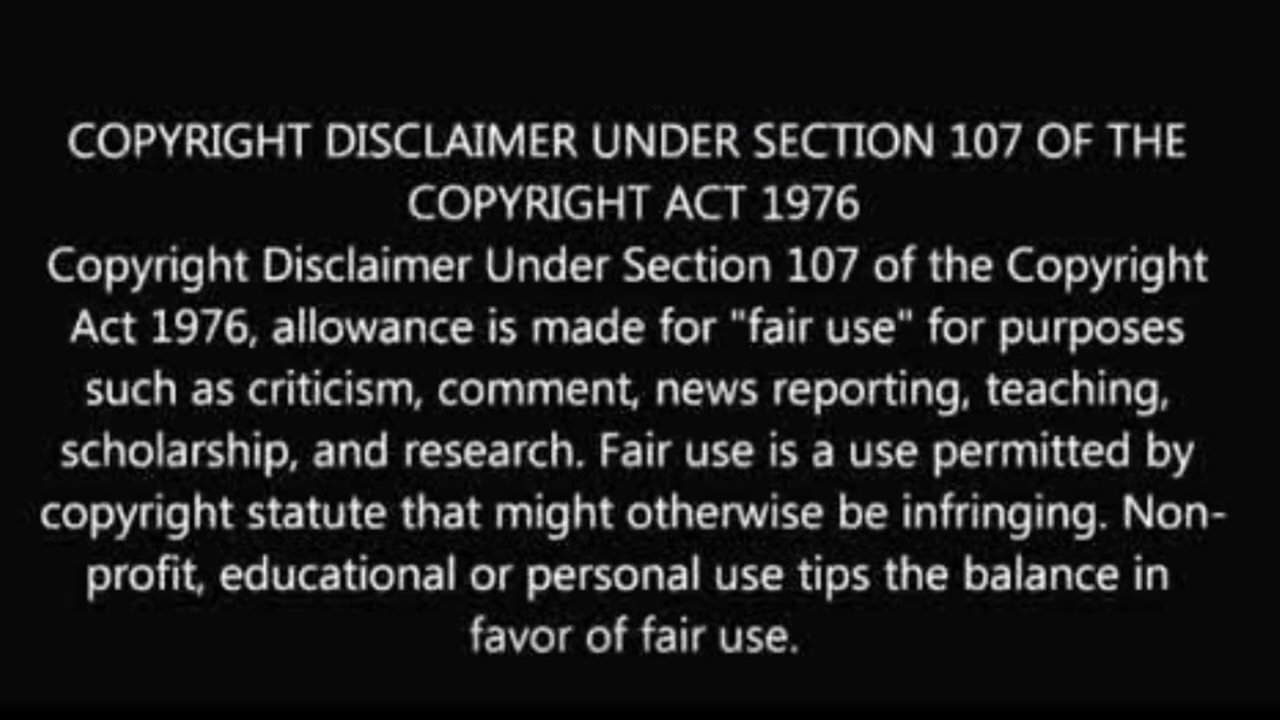 COPYRIGHT DISCLAIMER UNDER SECTION 107 OF THE
COPYRIGHT ACT 1976
Copyright Disclaimer Under Section 107 of the Copyright
Act 1976, allowance is made for "fair use" for purposes
such as criticism, comment, news reporting, teaching,
scholarship, and research. Fair use is a use permitted by
copyright statute that might otherwise be infringing. Non-
profit, educational or personal use tips the balance in
favor of fair use.